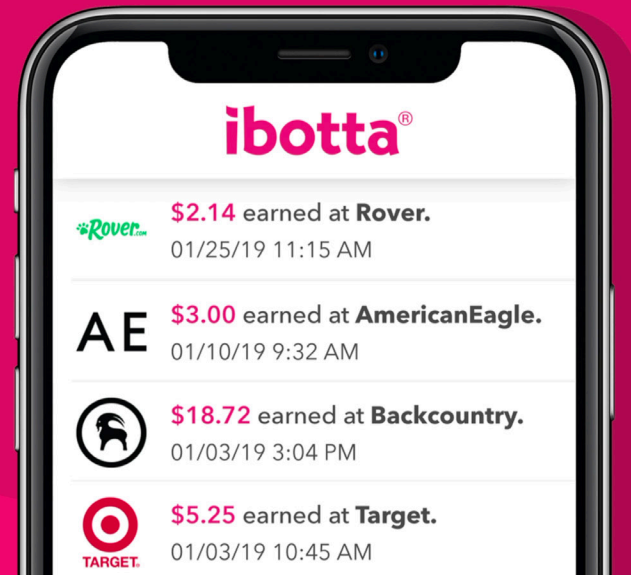 ibotta®
Rover.com
$2.14 earned at Rover.
01/25/19 11:15 AM
AE
$3.00 earned at AmericanEagle.
01/10/19 9:32 AM
$18.72 earned at Backcountry.
01/03/19 3:04 PM
$5.25 earned at Target.
01/03/19 10:45 AM
TARGET.